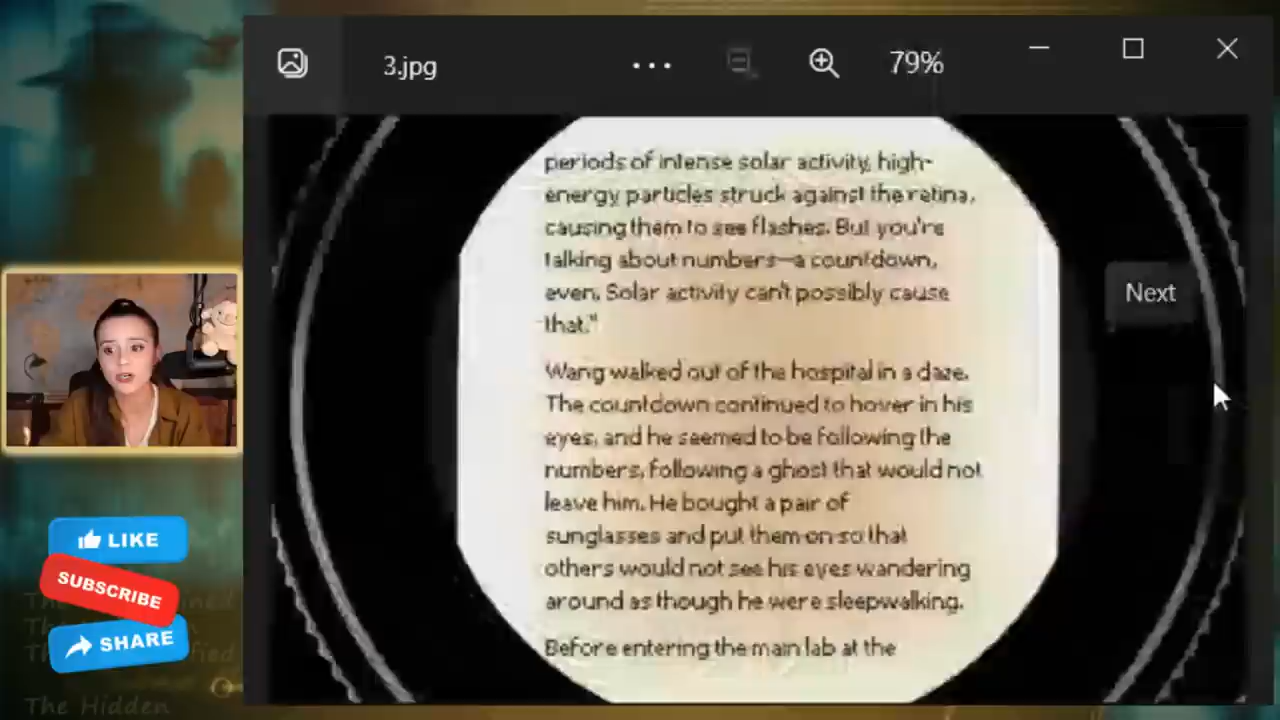 3.jpg
79%
periods of intense solar activity, high-
energy particles struck against the retina,
causing them to see flashes. But you're
talking about numbers—a countdown,
even. Solar activity can't possibly cause
that."
Wang walked out of the hospital in a daze.
The countdown continued to hover in his
eyes, and he seemed to be following the
numbers, following a ghost that would not
leave him. He bought a pair of
sunglasses and put them on so that
others would not see his eyes wandering
around as though he were sleepwalking.
Before entering the main lab at the
Next
LIKE
SUBSCRIBE
SHARE
The Hidden